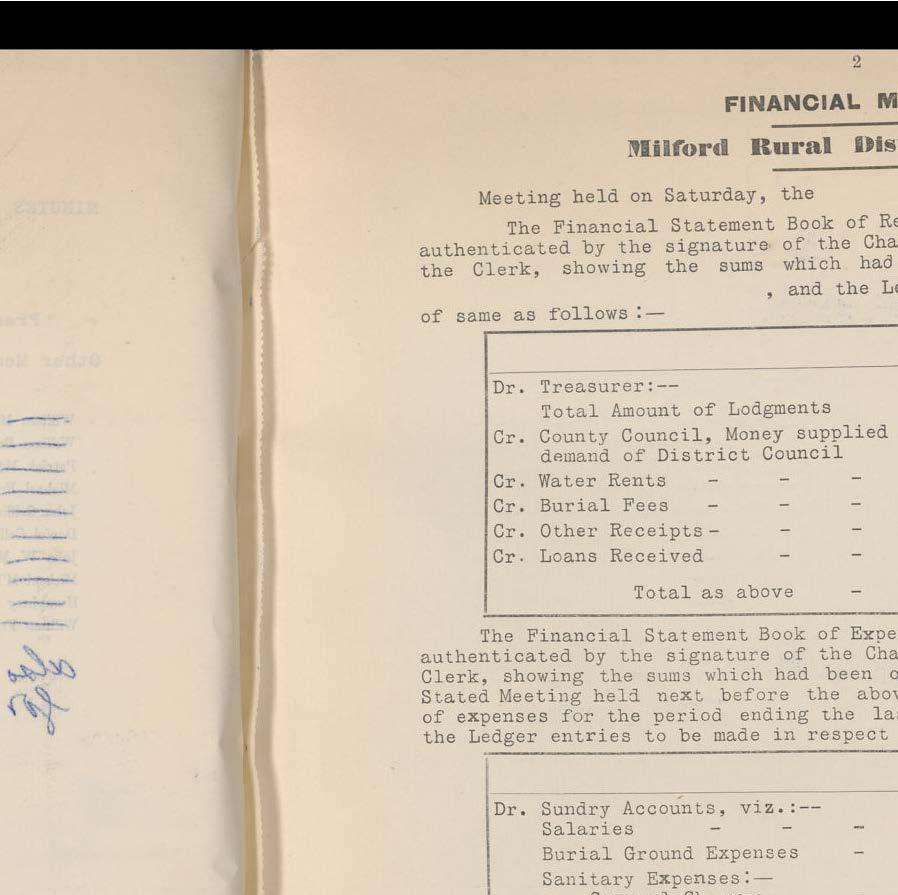 2
FINANCIAL M
Milford Rural Dis
Meeting held on Saturday, the
The Financial Statement Book of Re
authenticated by the signature of the Cha
the Clerk, showing the sums which had
, and the Le
of same as follows :—
Dr. Treasurer:--
Total Amount of Lodgments
Cr. County Council, Money supplied
demand of District Council
Cr. Water Rents - - -
Cr. Burial Fees - - -
Cr. Other Receipts - - -
Cr. Loans Received - -
Total as above -
The Financial Statement Book of Expe
authenticated by the signature of the Cha
Clerk, showing the sums which had been o
Stated Meeting held next before the abov
of expenses for the period ending the la
the Ledger entries to be made in respect
Dr. Sundry Accounts, viz.:--
Salaries - - -
Burial Ground Expenses -
Sanitary Expenses:—